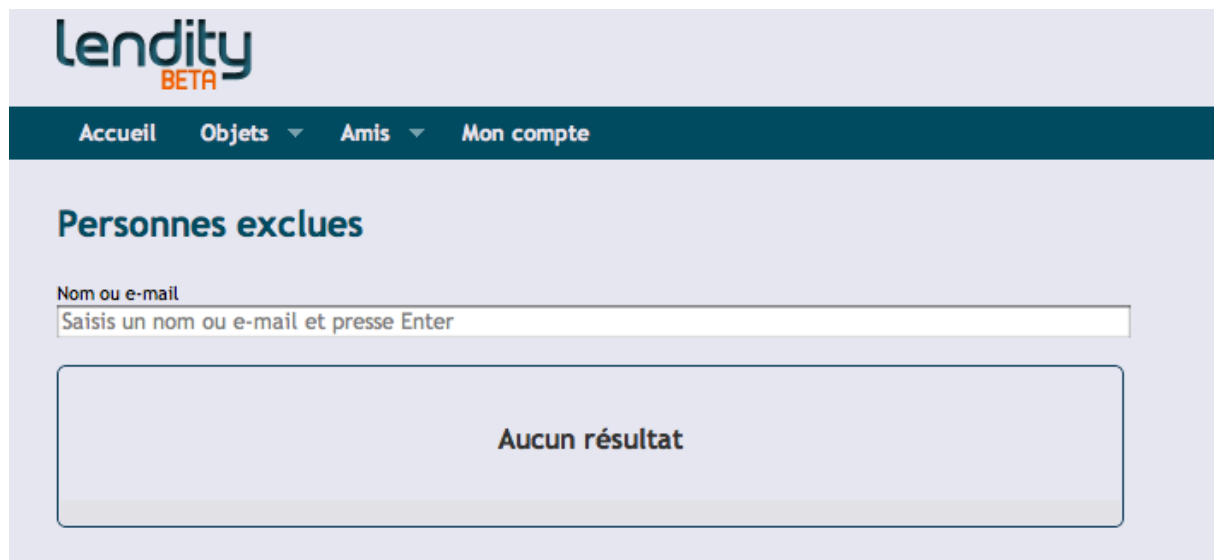 lendity
BETA
Accueil Objets Amis Mon compte
Personnes exclues
Nom ou e-mail
Saisis un nom ou e-mail et presse Enter
Aucun résultat